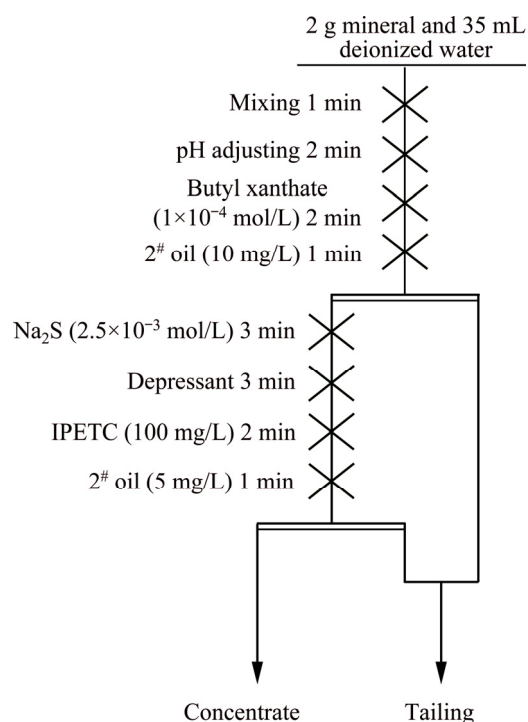 2 g mineral and 35 mL
deionized water
Mixing 1 min
pH adjusting 2 min
Butyl xanthate
(1×10⁻⁴ mol/L) 2 min
2# oil (10 mg/L) 1 min
Na₂S (2.5×10⁻³ mol/L) 3 min
Depressant 3 min
IPETC (100 mg/L) 2 min
2# oil (5 mg/L) 1 min
Concentrate
Tailing